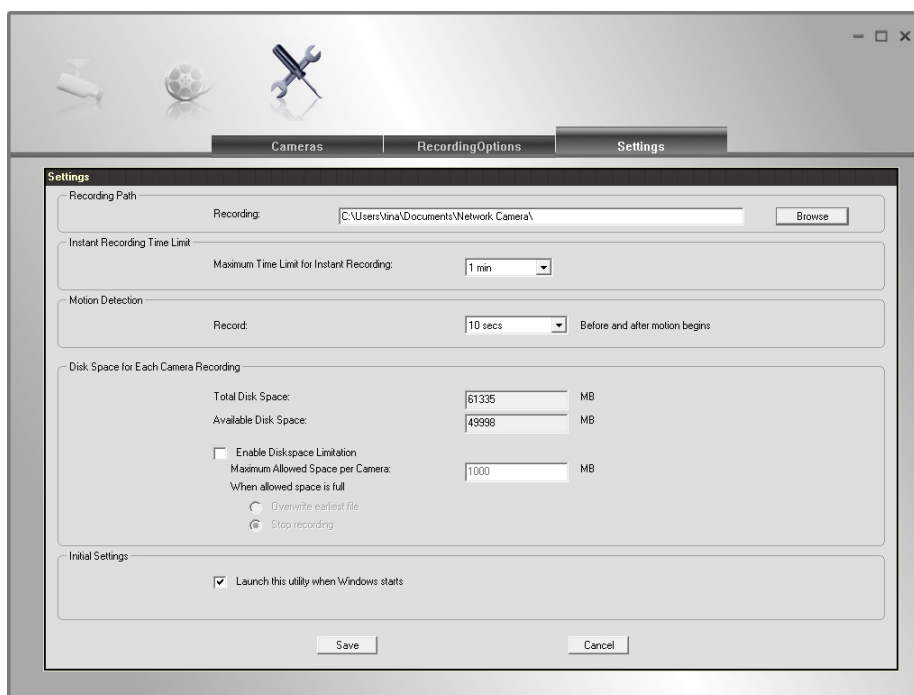 Cameras
RecordingOptions
Settings
Settings
Recording Path
Recording: C:\Users\tina\Documents\Network Camera\ Browse
Instant Recording Time Limit
Maximum Time Limit for Instant Recording: 1 min
Motion Detection
Record: 10 secs Before and after motion begins
Disk Space for Each Camera Recording
Total Disk Space: 61335 MB
Available Disk Space: 49998 MB
Enable Diskspace Limitation
Maximum Allowed Space per Camera: 1000 MB
When allowed space is full
Overwrite earliest file
Stop recording
Initial Settings
Launch this utility when Windows starts
Save Cancel